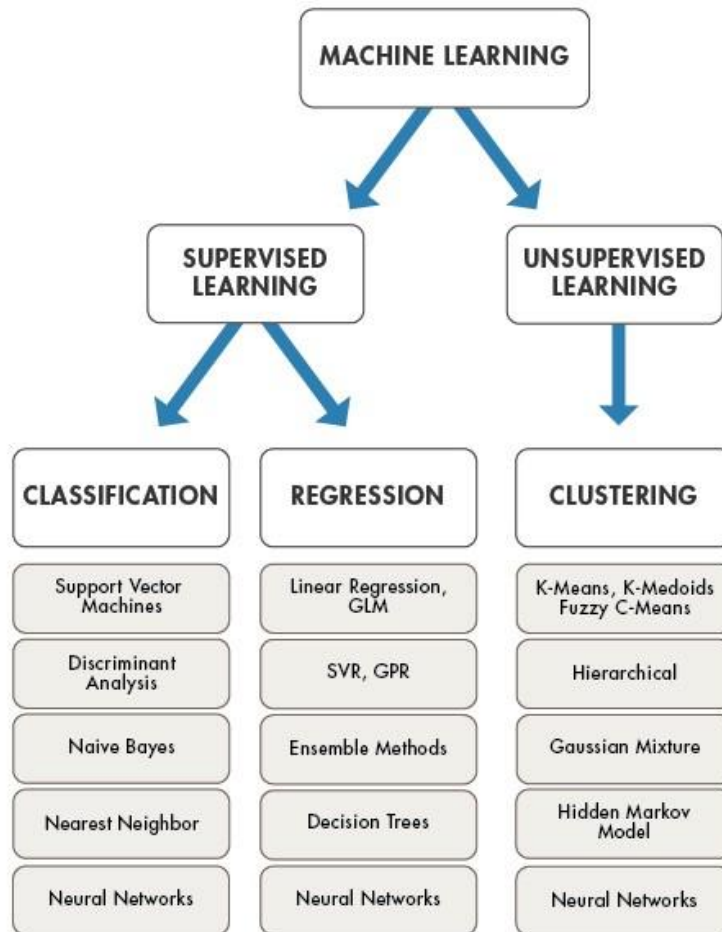 MACHINE LEARNING
SUPERVISED
LEARNING
UNSUPERVISED
LEARNING
CLASSIFICATION
Support Vector
Machines
Discriminant
Analysis
Naive Bayes
Nearest Neighbor
Neural Networks
REGRESSION
Linear Regression,
GLM
SVR, GPR
Ensemble Methods
Decision Trees
Neural Networks
CLUSTERING
K-Means, K-Medoids
Fuzzy C-Means
Hierarchical
Gaussian Mixture
Hidden Markov
Model
Neural Networks